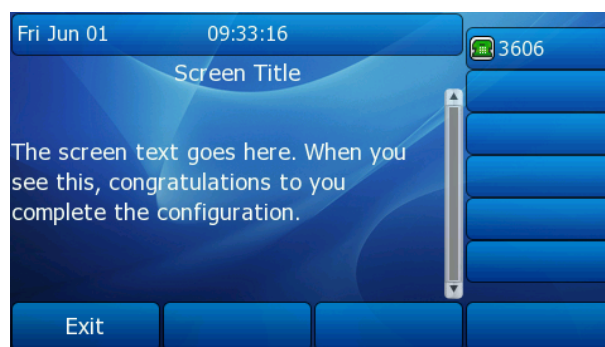 Fri Jun 01 09:33:16
3606
Screen Title
The screen text goes here. When you
see this, congratulations to you
complete the configuration.
Exit